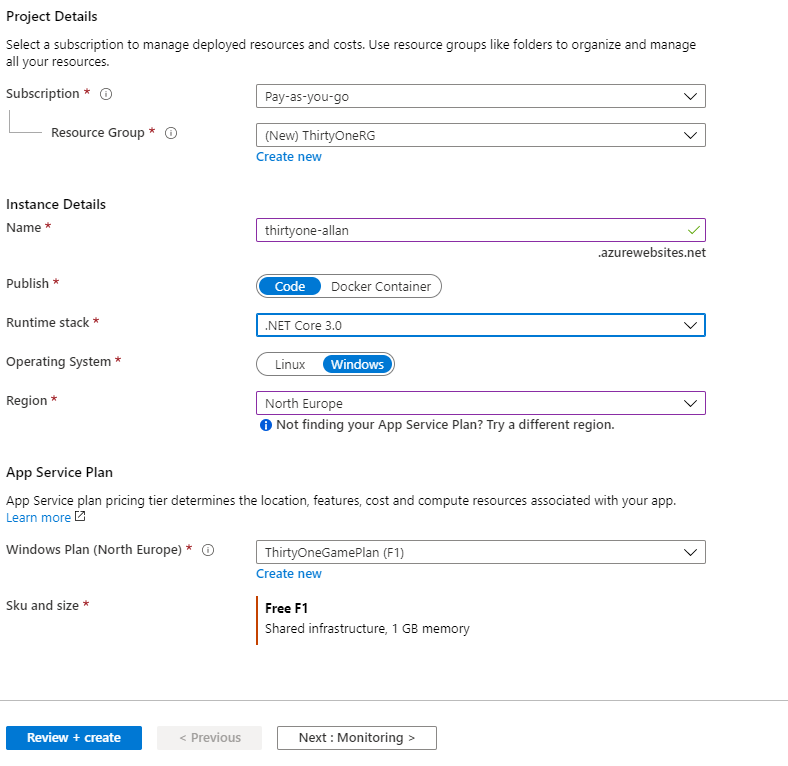 Project Details
Select a subscription to manage deployed resources and costs. Use resource groups like folders to organize and manage
all your resources.
Subscription *
Pay-as-you-go
Resource Group *
(New) ThirtyOneRG
Create new
Instance Details
Name *
thirtyone-allan
.azurewebsites.net
Publish *
Code Docker Container
Runtime stack *
.NET Core 3.0
Operating System *
Linux Windows
Region *
North Europe
Not finding your App Service Plan? Try a different region.
App Service Plan
App Service plan pricing tier determines the location, features, cost and compute resources associated with your app.
Learn more
Windows Plan (North Europe) *
ThirtyOneGamePlan (F1)
Create new
Sku and size *
Free F1
Shared infrastructure, 1 GB memory
Review + create < Previous Next : Monitoring >